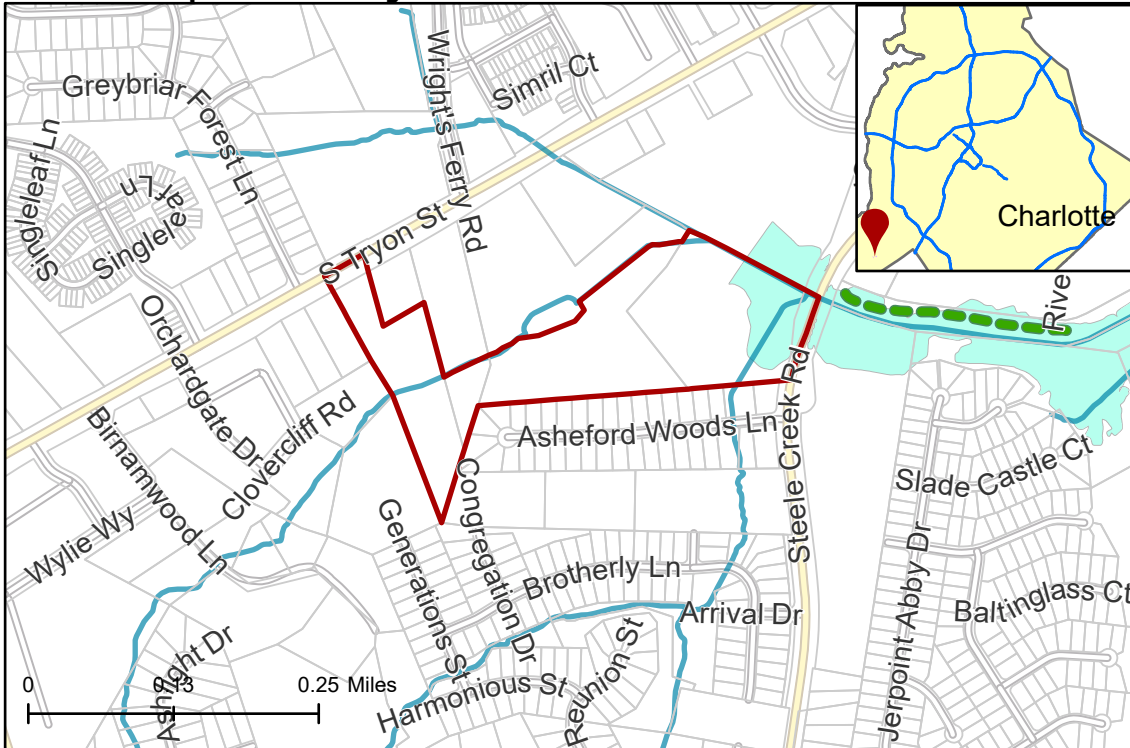 Wright's Ferry Rd
Simril Ct
Greybriar Forest Ln
Singleleaf Ln
Singleleaf Ln
S Tryon St
Charlotte
Orchardgate Dr
Clovercliff Rd
Birnamwood Ln
Wylie Wy
Asheford Woods Ln
Steele Creek Rd
Rive
Slade Castle Ct
Congregation Dr
Generations St
Brotherly Ln
Arrival Dr
Jerpoint Abby Dr
Baltinglass Ct
Ashlight Dr
Harmonious St
Reunion St
0 0.13 0.25 Miles